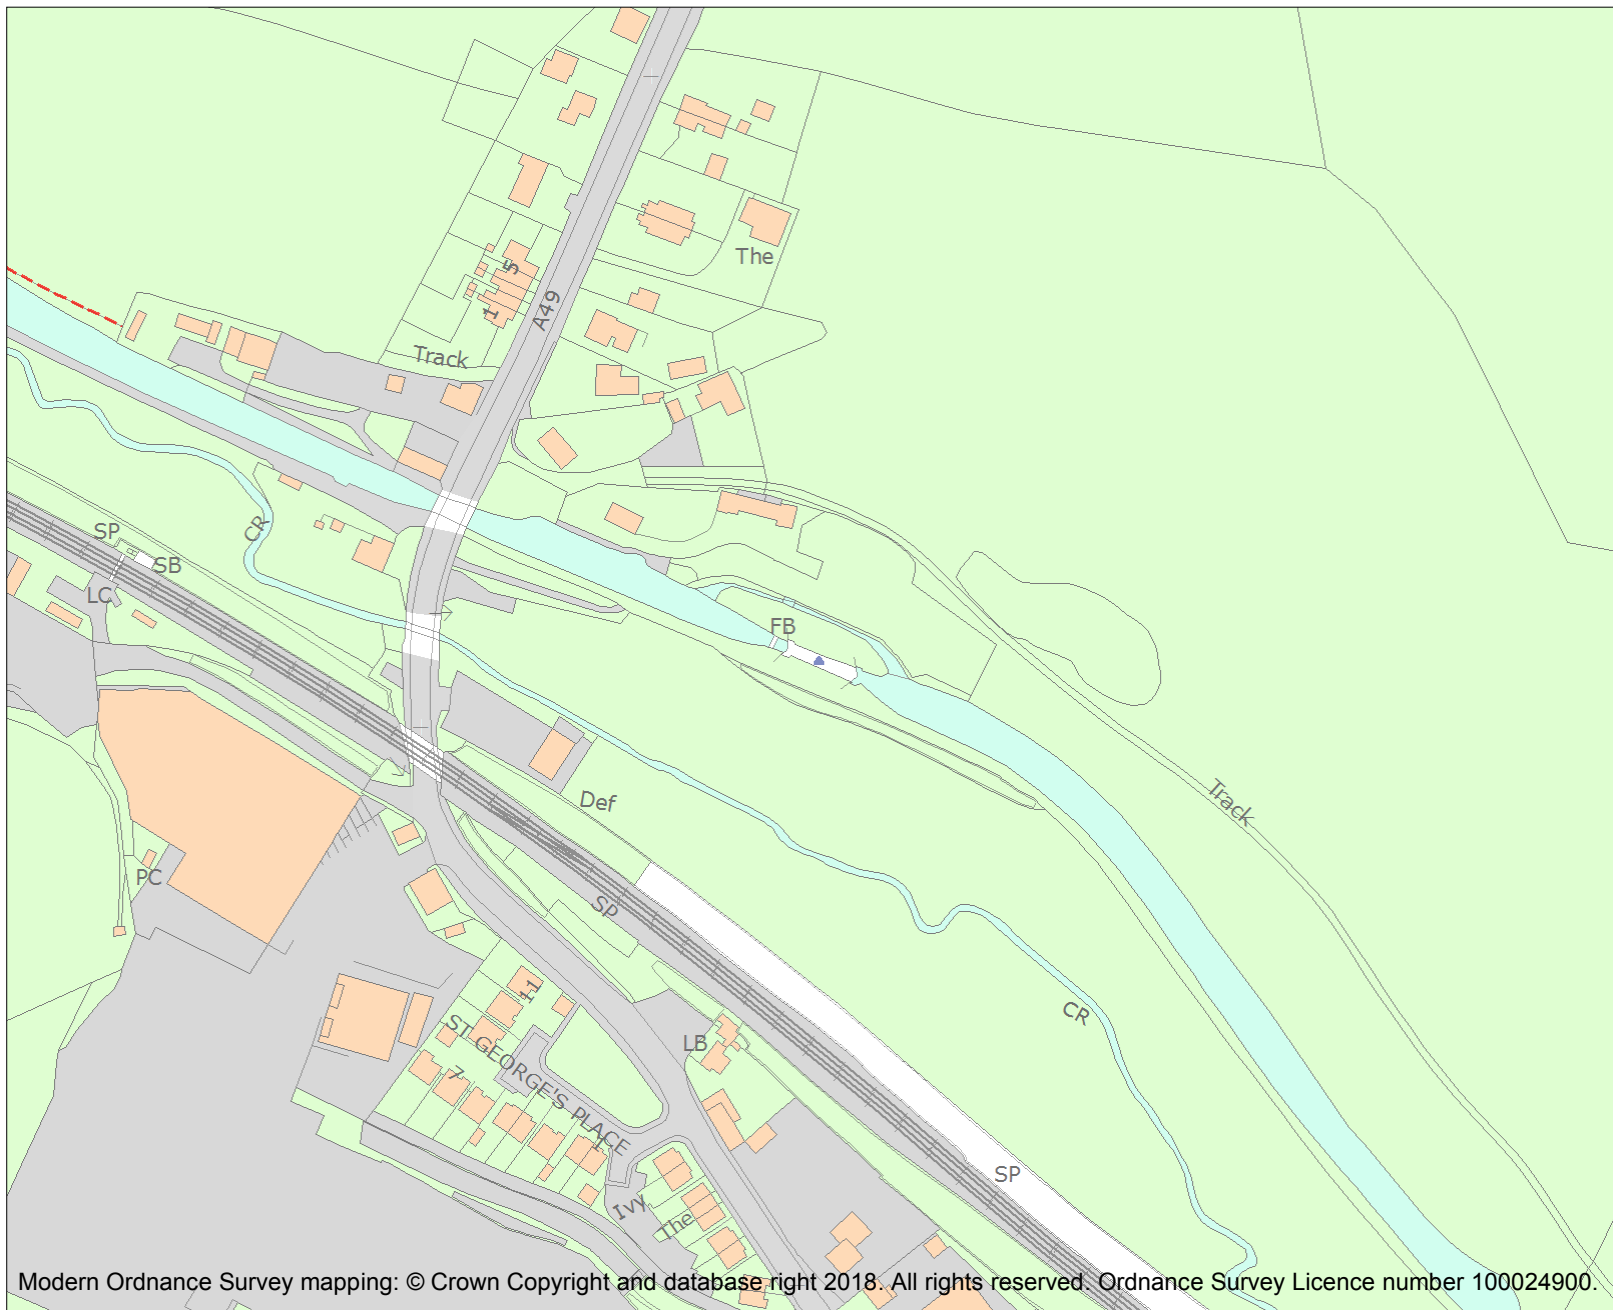 The
5
A49
1
Track
SP
CR
SB
LC
FB
Track
Def
PC
SP
11
CR
LB
ST GEORGE'S PLACE
7
1
SP
Ivy
The
Modern Ordnance Survey mapping: © Crown Copyright and database right 2018. All rights reserved. Ordnance Survey Licence number 100024900.